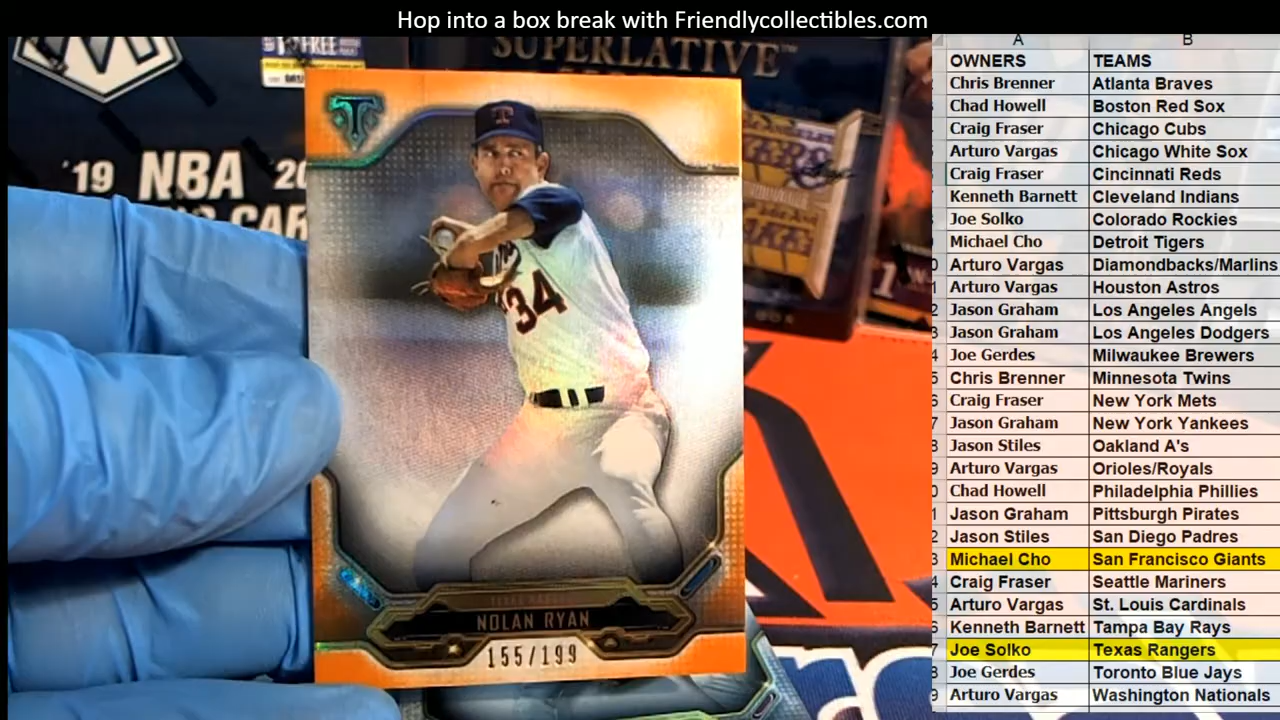 Hop into a box break with Friendlycollectibles.com
SUPERLATIVE™
FREE
'19 NBA 20
T
34
NOLAN RYAN
155/199
A B
OWNERS TEAMS
Chris Brenner Atlanta Braves
Chad Howell Boston Red Sox
Craig Fraser Chicago Cubs
Arturo Vargas Chicago White Sox
Craig Fraser Cincinnati Reds
Kenneth Barnett Cleveland Indians
Joe Solko Colorado Rockies
Michael Cho Detroit Tigers
Arturo Vargas Diamondbacks/Marlins
Arturo Vargas Houston Astros
Jason Graham Los Angeles Angels
Jason Graham Los Angeles Dodgers
Joe Gerdes Milwaukee Brewers
Chris Brenner Minnesota Twins
Craig Fraser New York Mets
Jason Graham New York Yankees
Jason Stiles Oakland A's
Arturo Vargas Orioles/Royals
Chad Howell Philadelphia Phillies
Jason Graham Pittsburgh Pirates
Jason Stiles San Diego Padres
Michael Cho San Francisco Giants
Craig Fraser Seattle Mariners
Arturo Vargas St. Louis Cardinals
Kenneth Barnett Tampa Bay Rays
Joe Solko Texas Rangers
Joe Gerdes Toronto Blue Jays
Arturo Vargas Washington Nationals